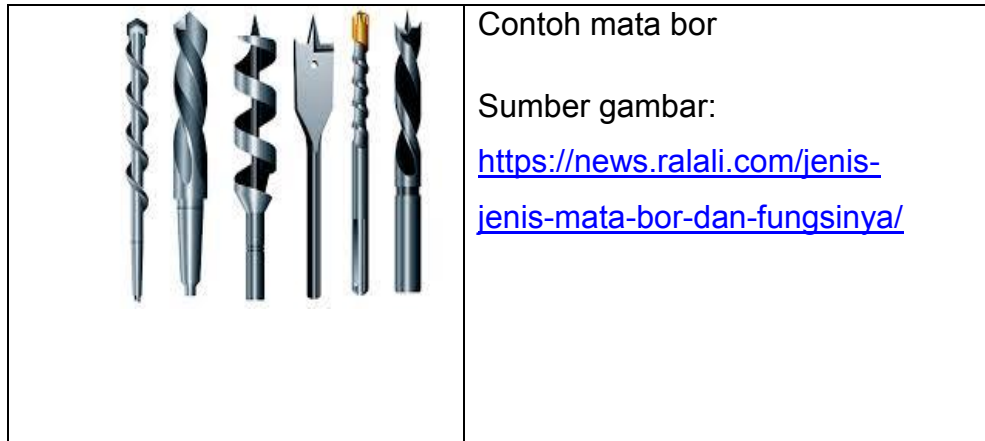 Contoh mata bor
Sumber gambar:
https://news.ralali.com/jenis-
jenis-mata-bor-dan-fungsinya/